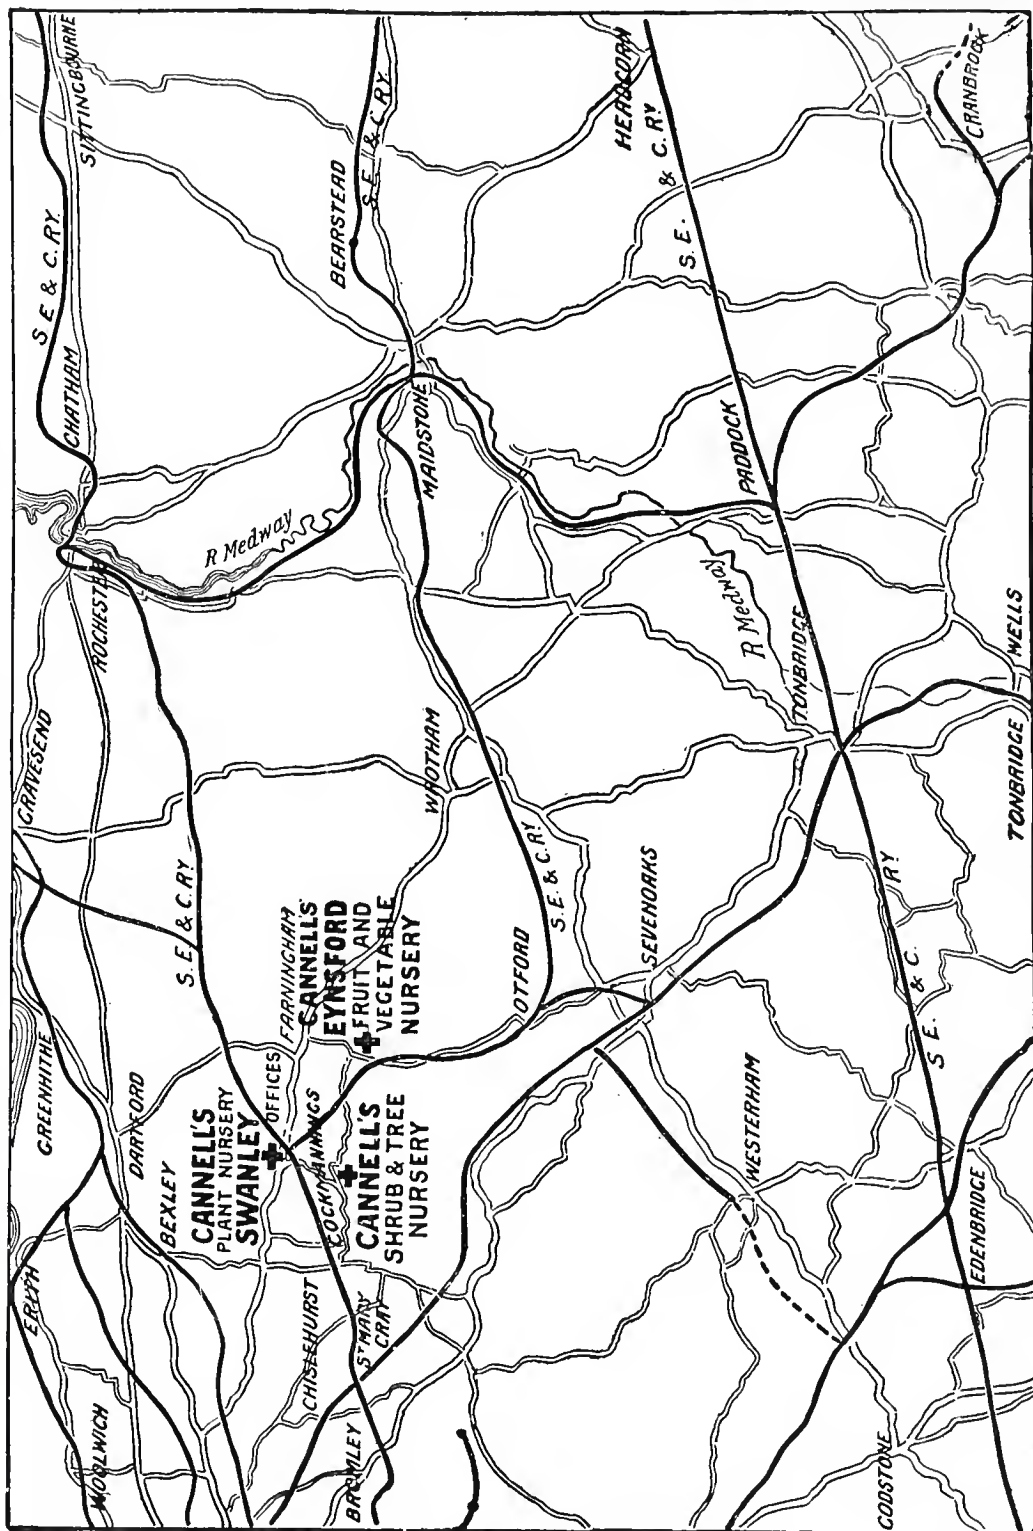 WOOLWICH
ERITH
GREENHITHE
GRAVESEND
ROCHESTER
CHATHAM
S E & C. RY.
SITTINGBOURNE
DARTFORD
BEXLEY
S. E. & C. RY
R Medway
CANNELL'S
PLANT NURSERY
SWANLEY
OFFICES
FARNINGHAM
CANNELLS'
EYNSFORD
FRUIT AND
VEGETABLE
NURSERY
COCKMANNINGS
CANNELL'S
SHRUB & TREE
NURSERY
CHISLEHURST
ST MARY
CRAY
BROMLEY
WROTHAM
MAIDSTONE
BEARSTEAD
S. E. & C. RY.
OTFORD
S. E. & C. RY
SEVENORKS
WESTERHAM
R Medway
TONBRIDGE
PADDOCK
S. E. & C. RY
HEADCORN
GODSTONE
EDENBRIDGE
S E. & C. RY
TONBRIDGE WELLS
CRANBROOK